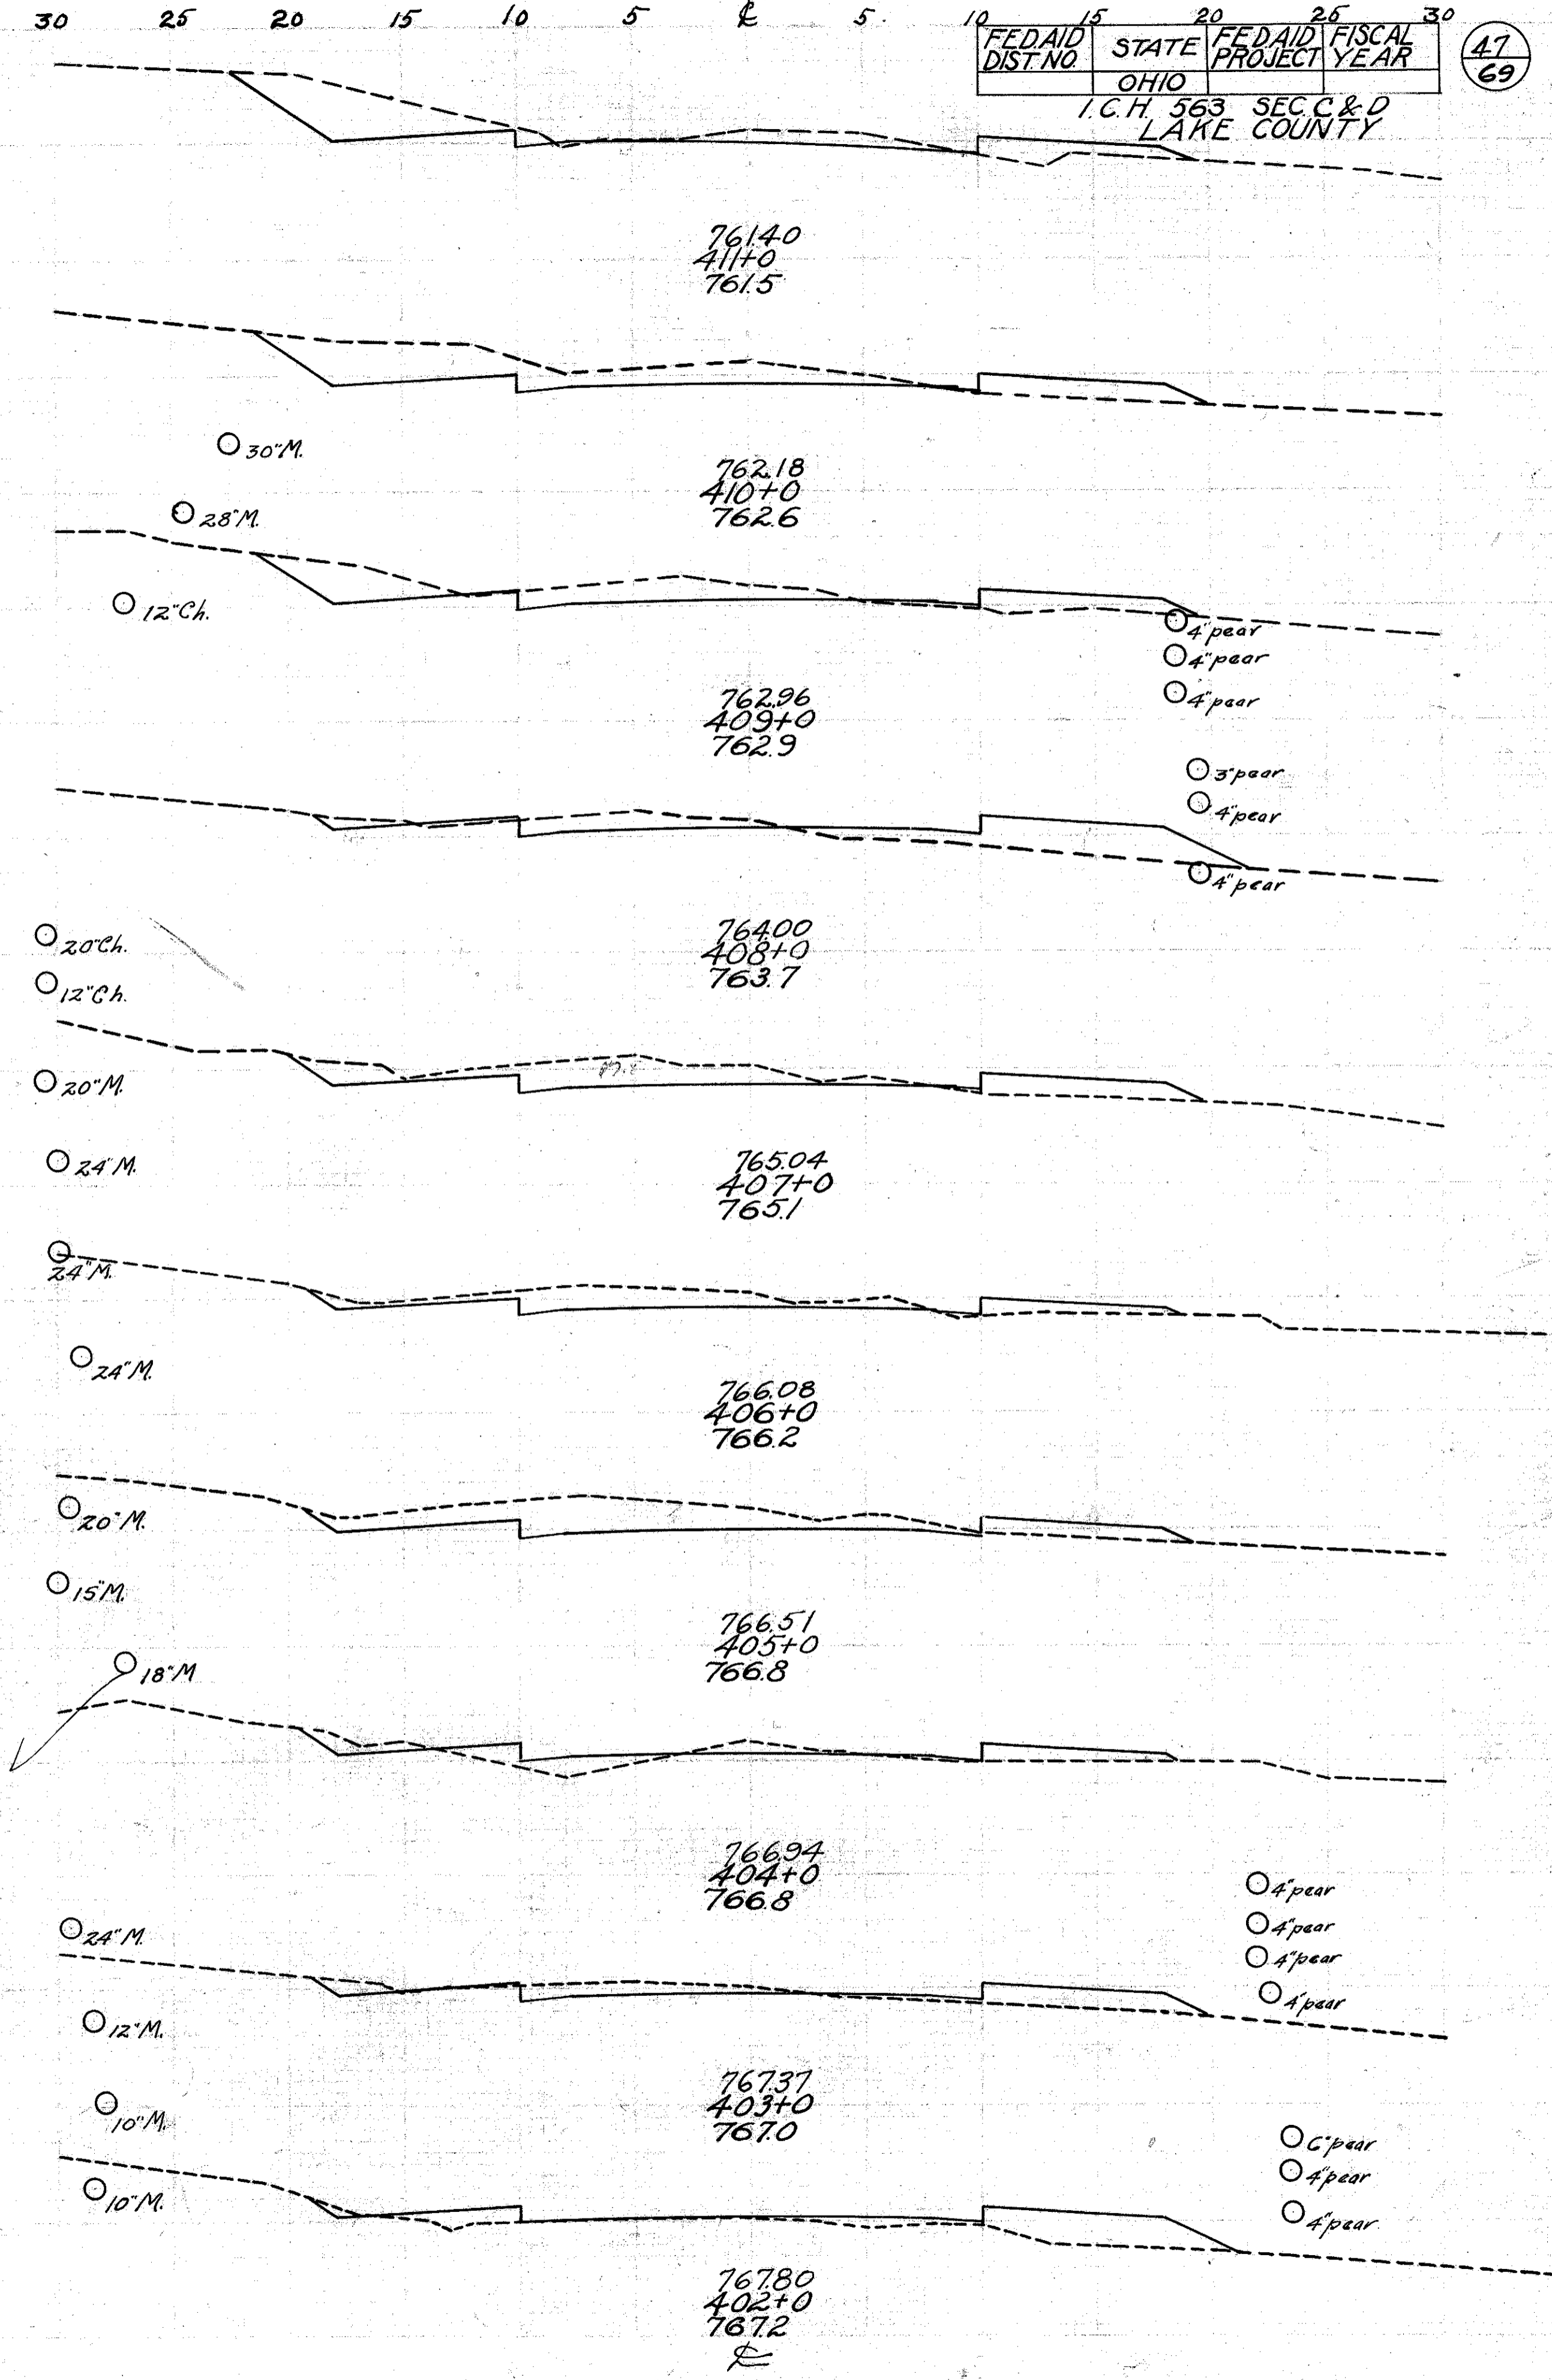 30 25 20 15 10 5 ℄ 5 10 15 20 25 30
FED.AID DIST. NO. STATE FED.AID PROJECT FISCAL YEAR
OHIO
47
69
I.C.H. 563 SEC. C & D
LAKE COUNTY
761.40
411+0
761.5
30"M.
762.18
410+0
762.6
28"M.
12"Ch.
4"pear
4"pear
4"pear
762.96
409+0
762.9
3"pear
4"pear
4"pear
764.00
408+0
763.7
20"Ch.
12"Ch.
20"M.
24"M.
765.04
407+0
765.1
24"M.
24"M.
766.08
406+0
766.2
20"M.
15"M.
766.51
405+0
766.8
18"M
766.94
404+0
766.8
4"pear
4"pear
4"pear
4"pear
24"M.
12"M.
767.37
403+0
767.0
10"M.
6"pear
4"pear
4"pear
10"M.
767.80
402+0
767.2
℄